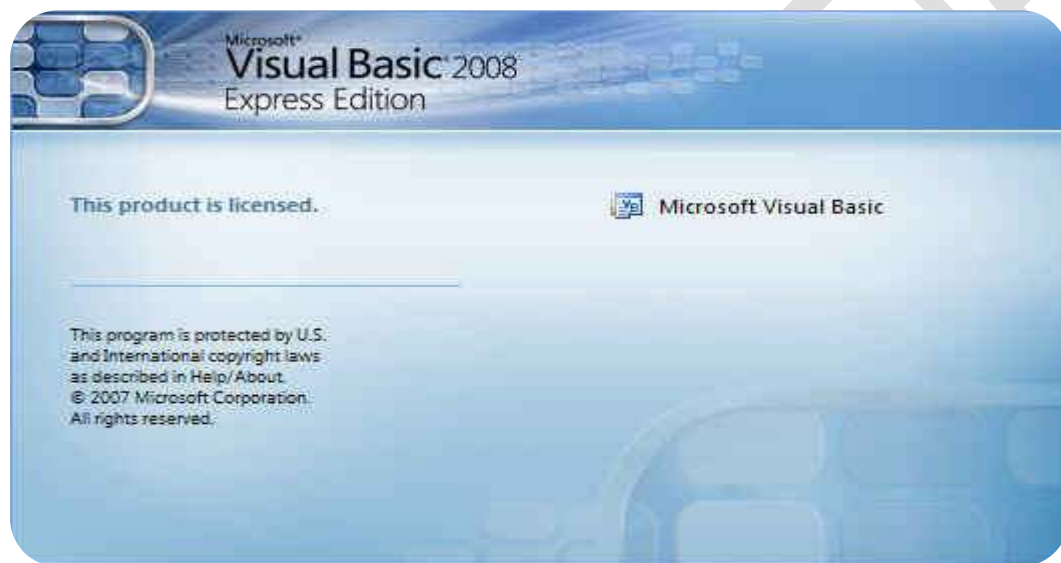 Microsoft®
Visual Basic 2008
Express Edition
This product is licensed.
Microsoft Visual Basic
This program is protected by U.S.
and International copyright laws
as described in Help/About.
© 2007 Microsoft Corporation.
All rights reserved.